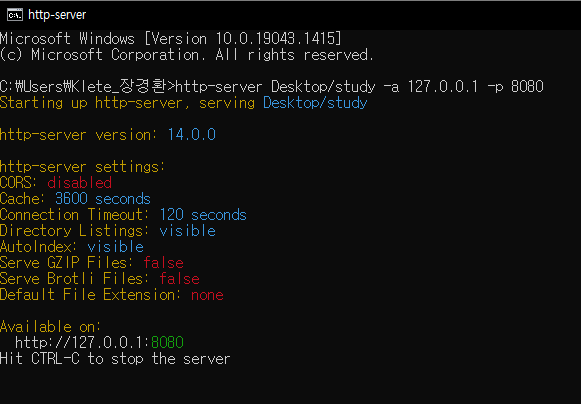 http-server
Microsoft Windows [Version 10.0.19043.1415]
(c) Microsoft Corporation. All rights reserved.
C:₩Users₩Klete_장경환>http-server Desktop/study -a 127.0.0.1 -p 8080
Starting up http-server, serving Desktop/study
http-server version: 14.0.0
http-server settings:
CORS: disabled
Cache: 3600 seconds
Connection Timeout: 120 seconds
Directory Listings: visible
AutoIndex: visible
Serve GZIP Files: false
Serve Brotli Files: false
Default File Extension: none
Available on:
http://127.0.0.1:8080
Hit CTRL-C to stop the server